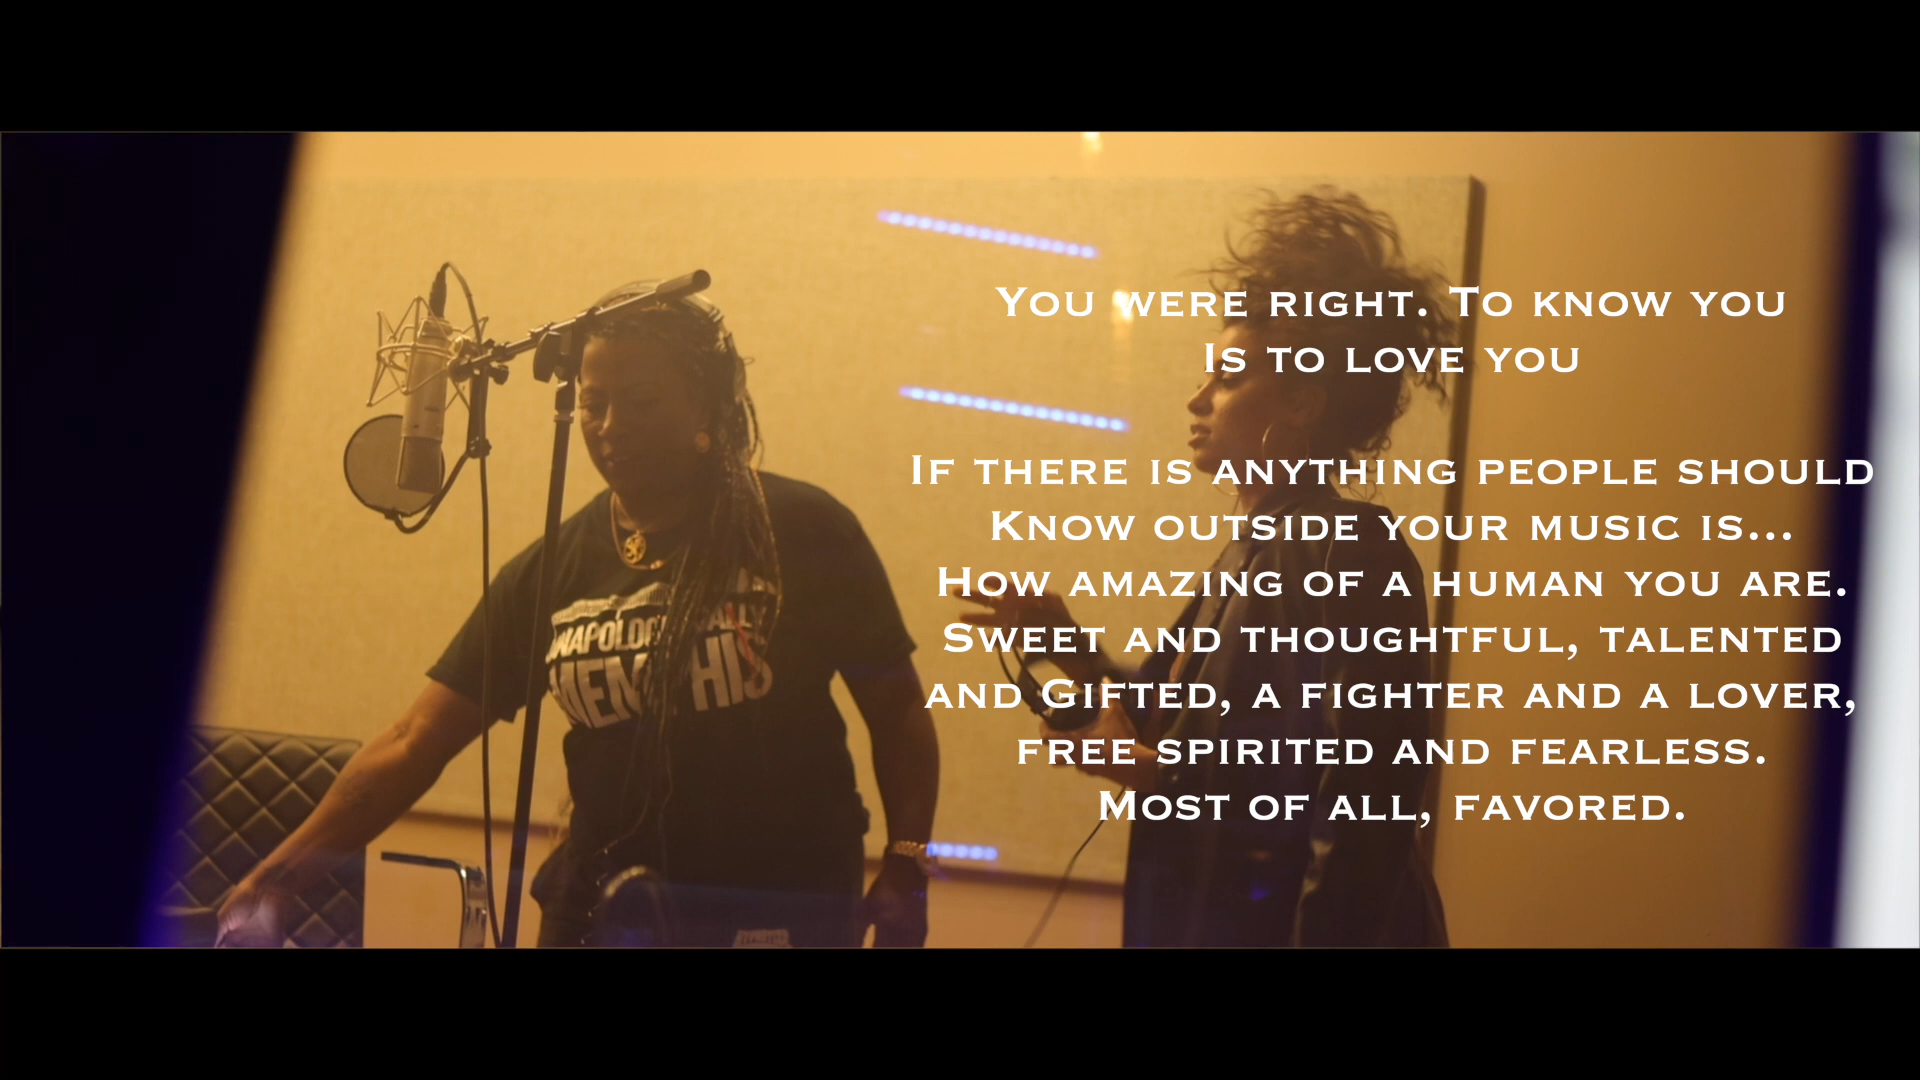 You were right. To know you
Is to love you
If there is anything people should
Know outside your music is...
How amazing of a human you are.
Sweet and thoughtful, talented
and Gifted, a fighter and a lover,
free spirited and fearless.
Most of all, favored.
MEMPHIS